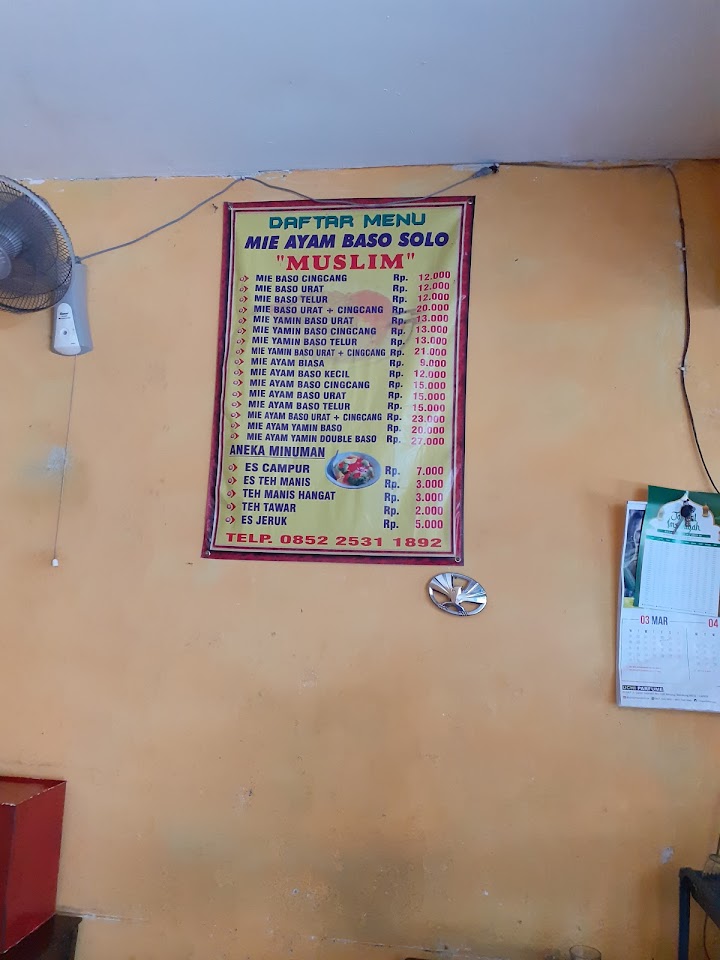 DAFTAR MENU
MIE AYAM BASO SOLO
"MUSLIM"
MIE BASO CINGCANG Rp. 12.000
MIE BASO URAT Rp. 12.000
MIE BASO TELUR Rp. 12.000
MIE BASO URAT + CINGCANG Rp. 20.000
MIE YAMIN BASO URAT Rp. 13.000
MIE YAMIN BASO CINGCANG Rp. 13.000
MIE YAMIN BASO TELUR Rp. 13.000
MIE YAMIN BASO URAT + CINGCANG Rp. 21.000
MIE AYAM BIASA Rp. 9.000
MIE AYAM BASO KECIL Rp. 12.000
MIE AYAM BASO CINGCANG Rp. 15.000
MIE AYAM BASO URAT Rp. 15.000
MIE AYAM BASO TELUR Rp. 15.000
MIE AYAM BASO URAT + CINGCANG Rp. 23.000
MIE AYAM YAMIN BASO Rp. 20.000
MIE AYAM YAMIN DOUBLE BASO Rp. 27.000
ANEKA MINUMAN
ES CAMPUR Rp. 7.000
ES TEH MANIS Rp. 3.000
TEH MANIS HANGAT Rp. 3.000
TEH TAWAR Rp. 2.000
ES JERUK Rp. 5.000
TELP. 0852 2531 1892
03 MAR 04